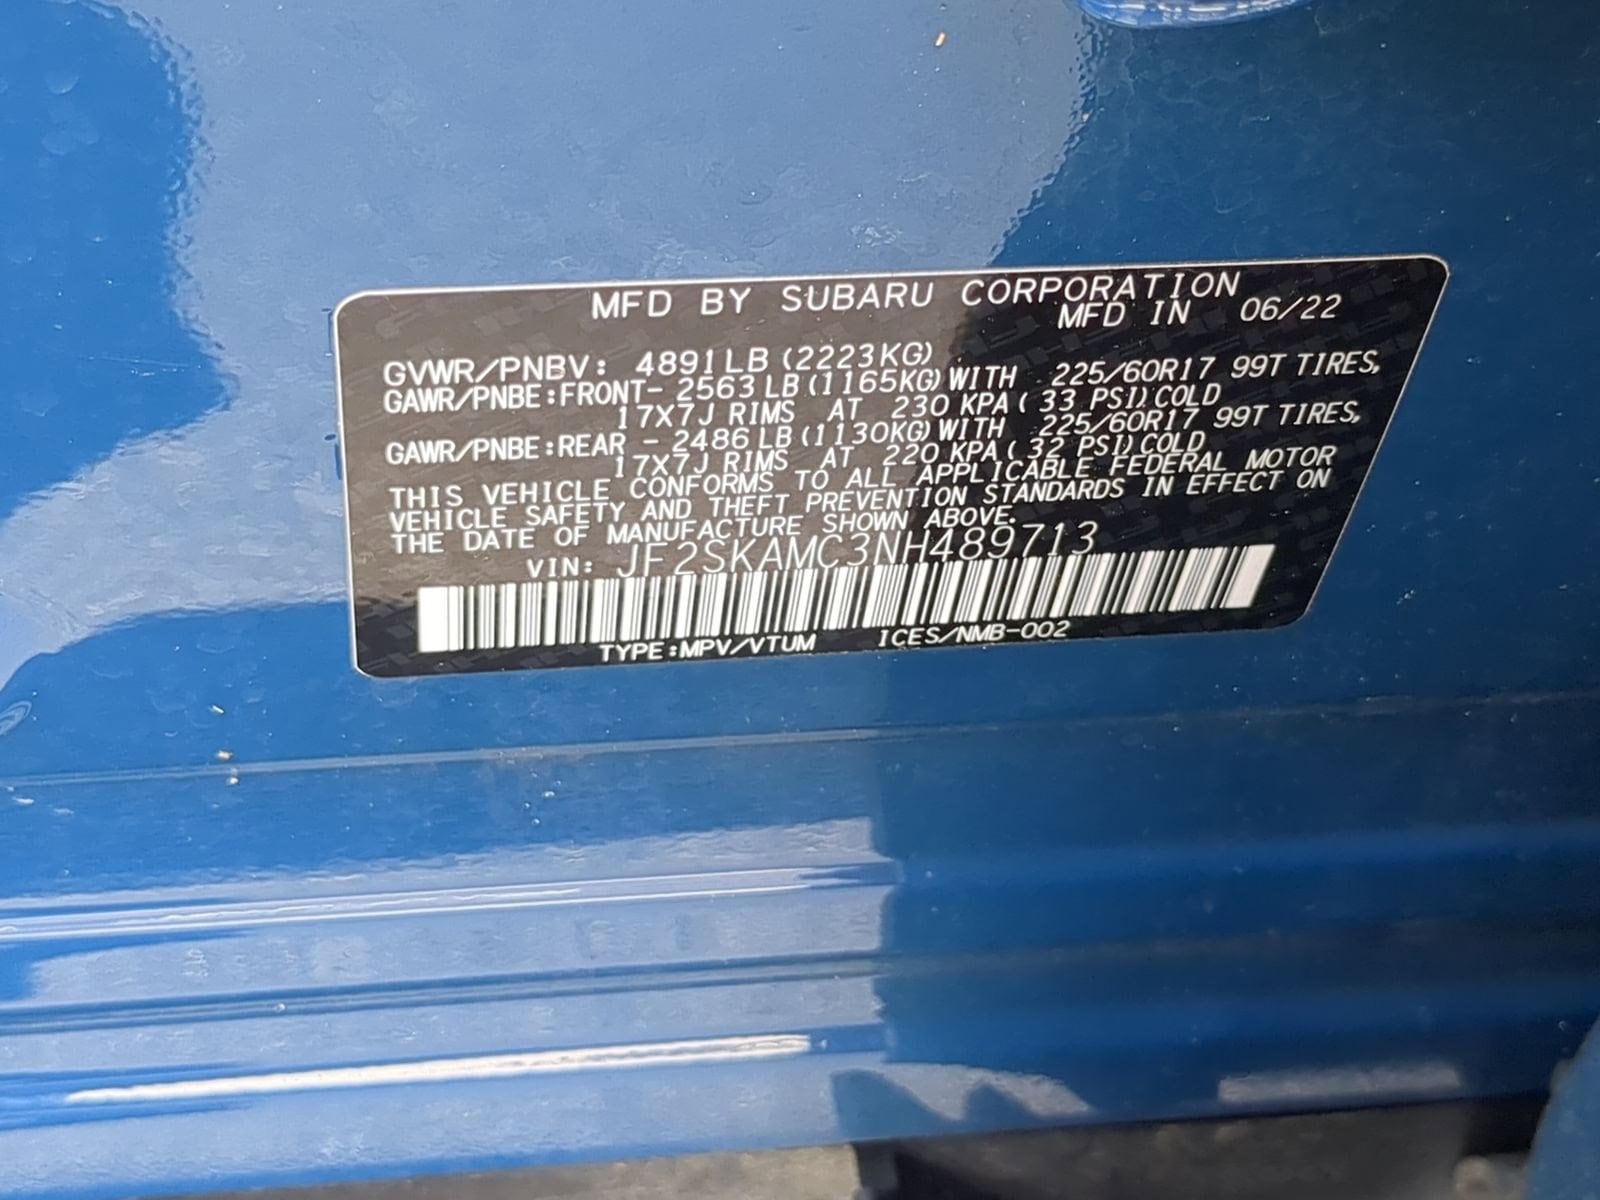 MFD BY SUBARU CORPORATION
MFD IN 06/22
GVWR/PNBV: 4891LB (2223KG)
GAWR/PNBE:FRONT- 2563LB (1165KG) WITH 225/60R17 99T TIRES,
17X7J RIMS AT 230 KPA ( 33 PSI) COLD
GAWR/PNBE:REAR - 2486LB (1130KG) WITH 225/60R17 99T TIRES,
17X7J RIMS AT 220 KPA ( 32 PSI) COLD
THIS VEHICLE CONFORMS TO ALL APPLICABLE FEDERAL MOTOR
VEHICLE SAFETY AND THEFT PREVENTION STANDARDS IN EFFECT ON
THE DATE OF MANUFACTURE SHOWN ABOVE.
VIN: JF2SKAMC3NH489713
TYPE:MPV/VTUM ICES/NMB-002